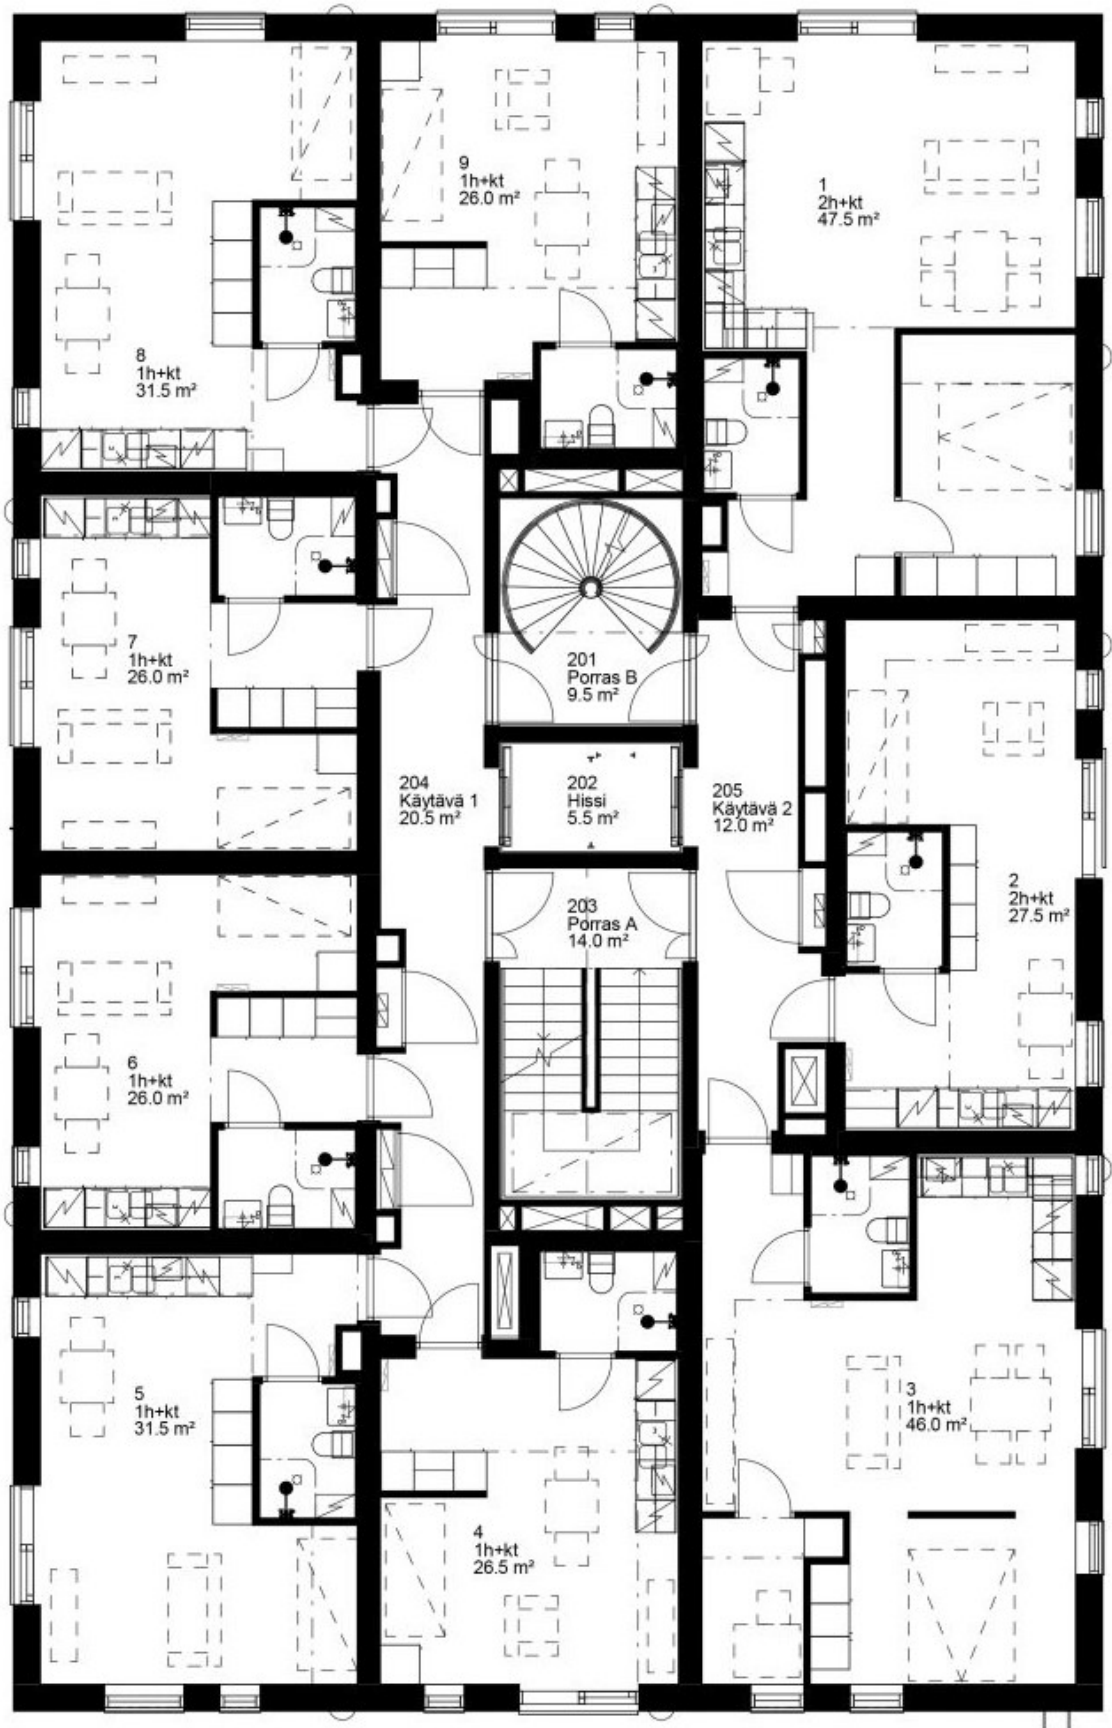 9
1h+kt
26.0 m²
1
2h+kt
47.5 m²
8
1h+kt
31.5 m²
7
1h+kt
26.0 m²
201
Porras B
9.5 m²
204
Käytävä 1
20.5 m²
202
Hissi
5.5 m²
205
Käytävä 2
12.0 m²
2
2h+kt
27.5 m²
203
Porras A
14.0 m²
6
1h+kt
26.0 m²
5
1h+kt
31.5 m²
3
1h+kt
46.0 m²
4
1h+kt
26.5 m²